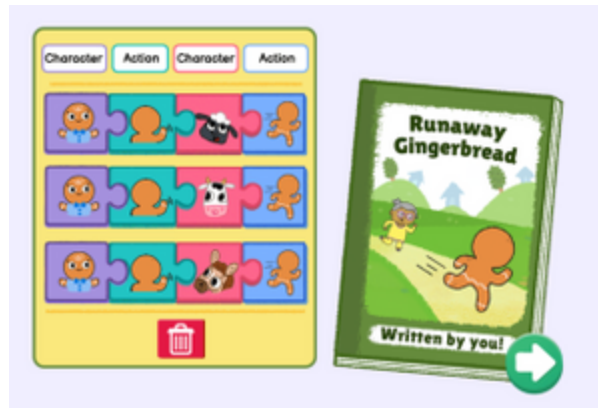 Character Action Character Action
Runaway
Gingerbread
Written by you!